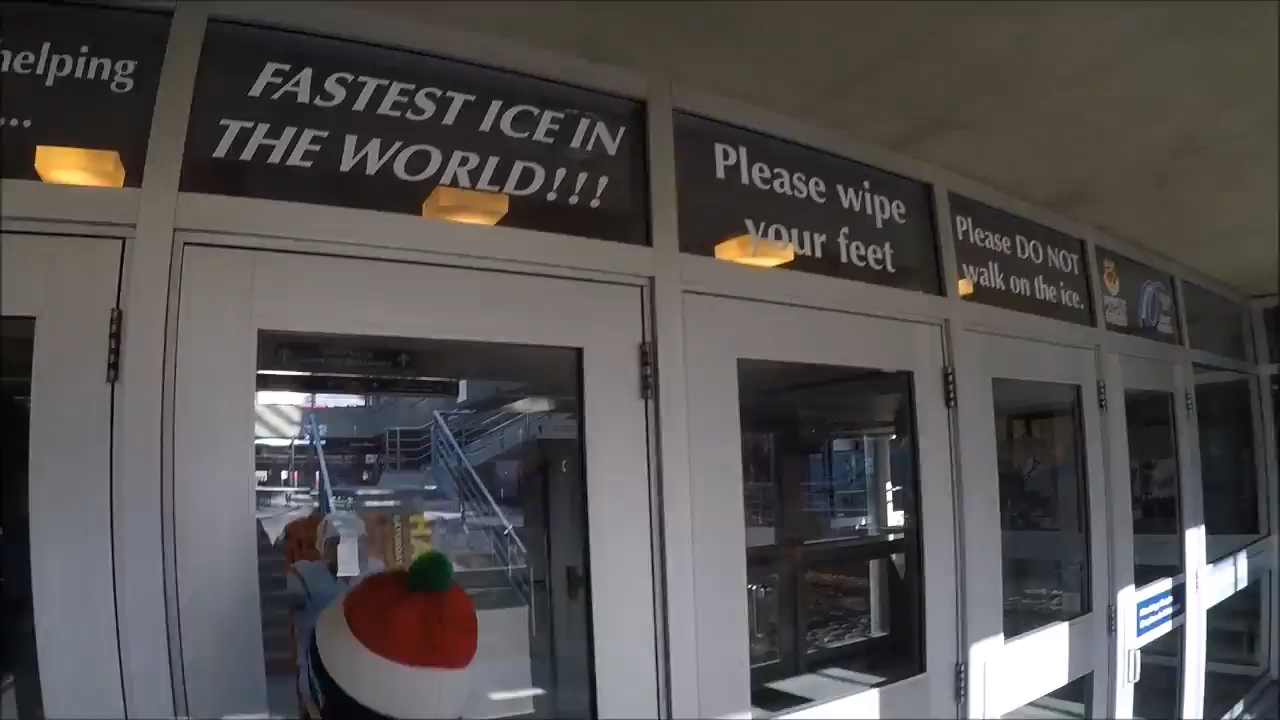 helping
...
FASTEST ICE IN
THE WORLD!!!
Please wipe
your feet
Please DO NOT
walk on the ice.